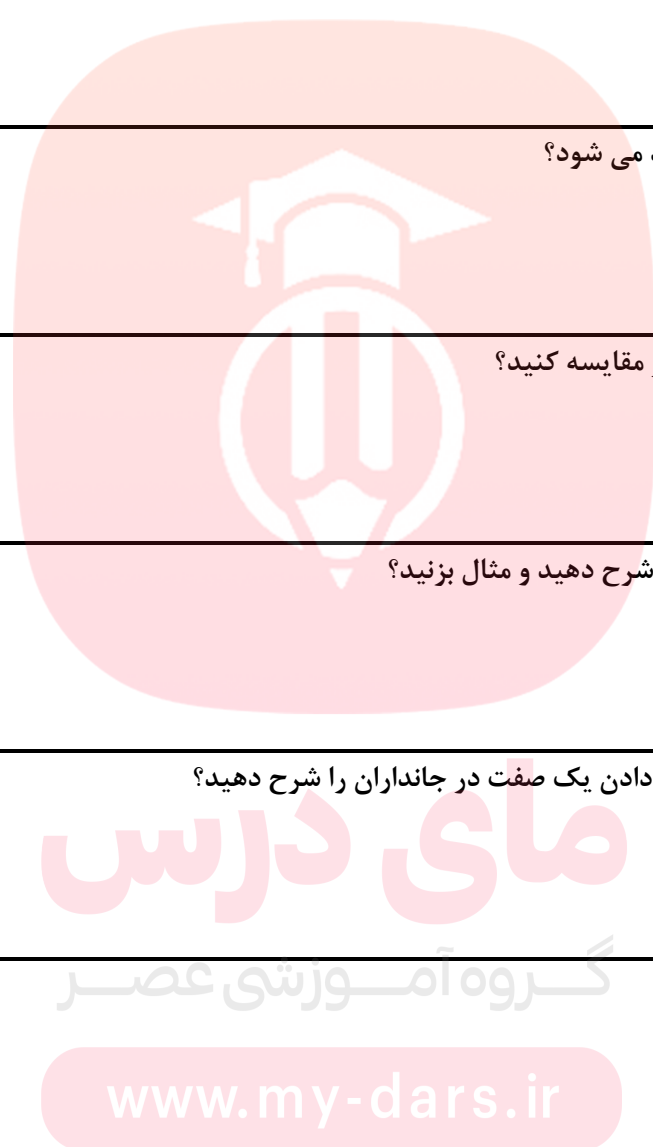 می شود؟
مقایسه کنید؟
شرح دهید و مثال بزنید؟
دادن یک صفت در جانداران را شرح دهید؟
مای درس
گروه آموزشی عصر
www.my-dars.ir